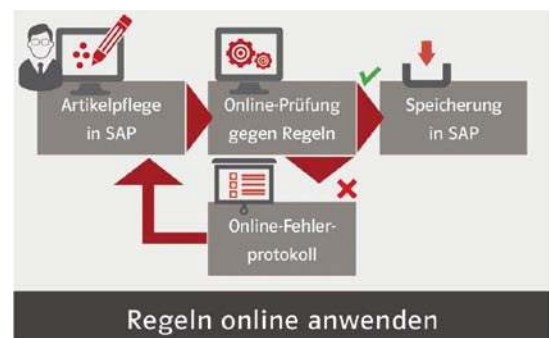 Artikelpflege
in SAP
Online-Prüfung
gegen Regeln
Speicherung
in SAP
Online-Fehler-
protokoll
Regeln online anwenden